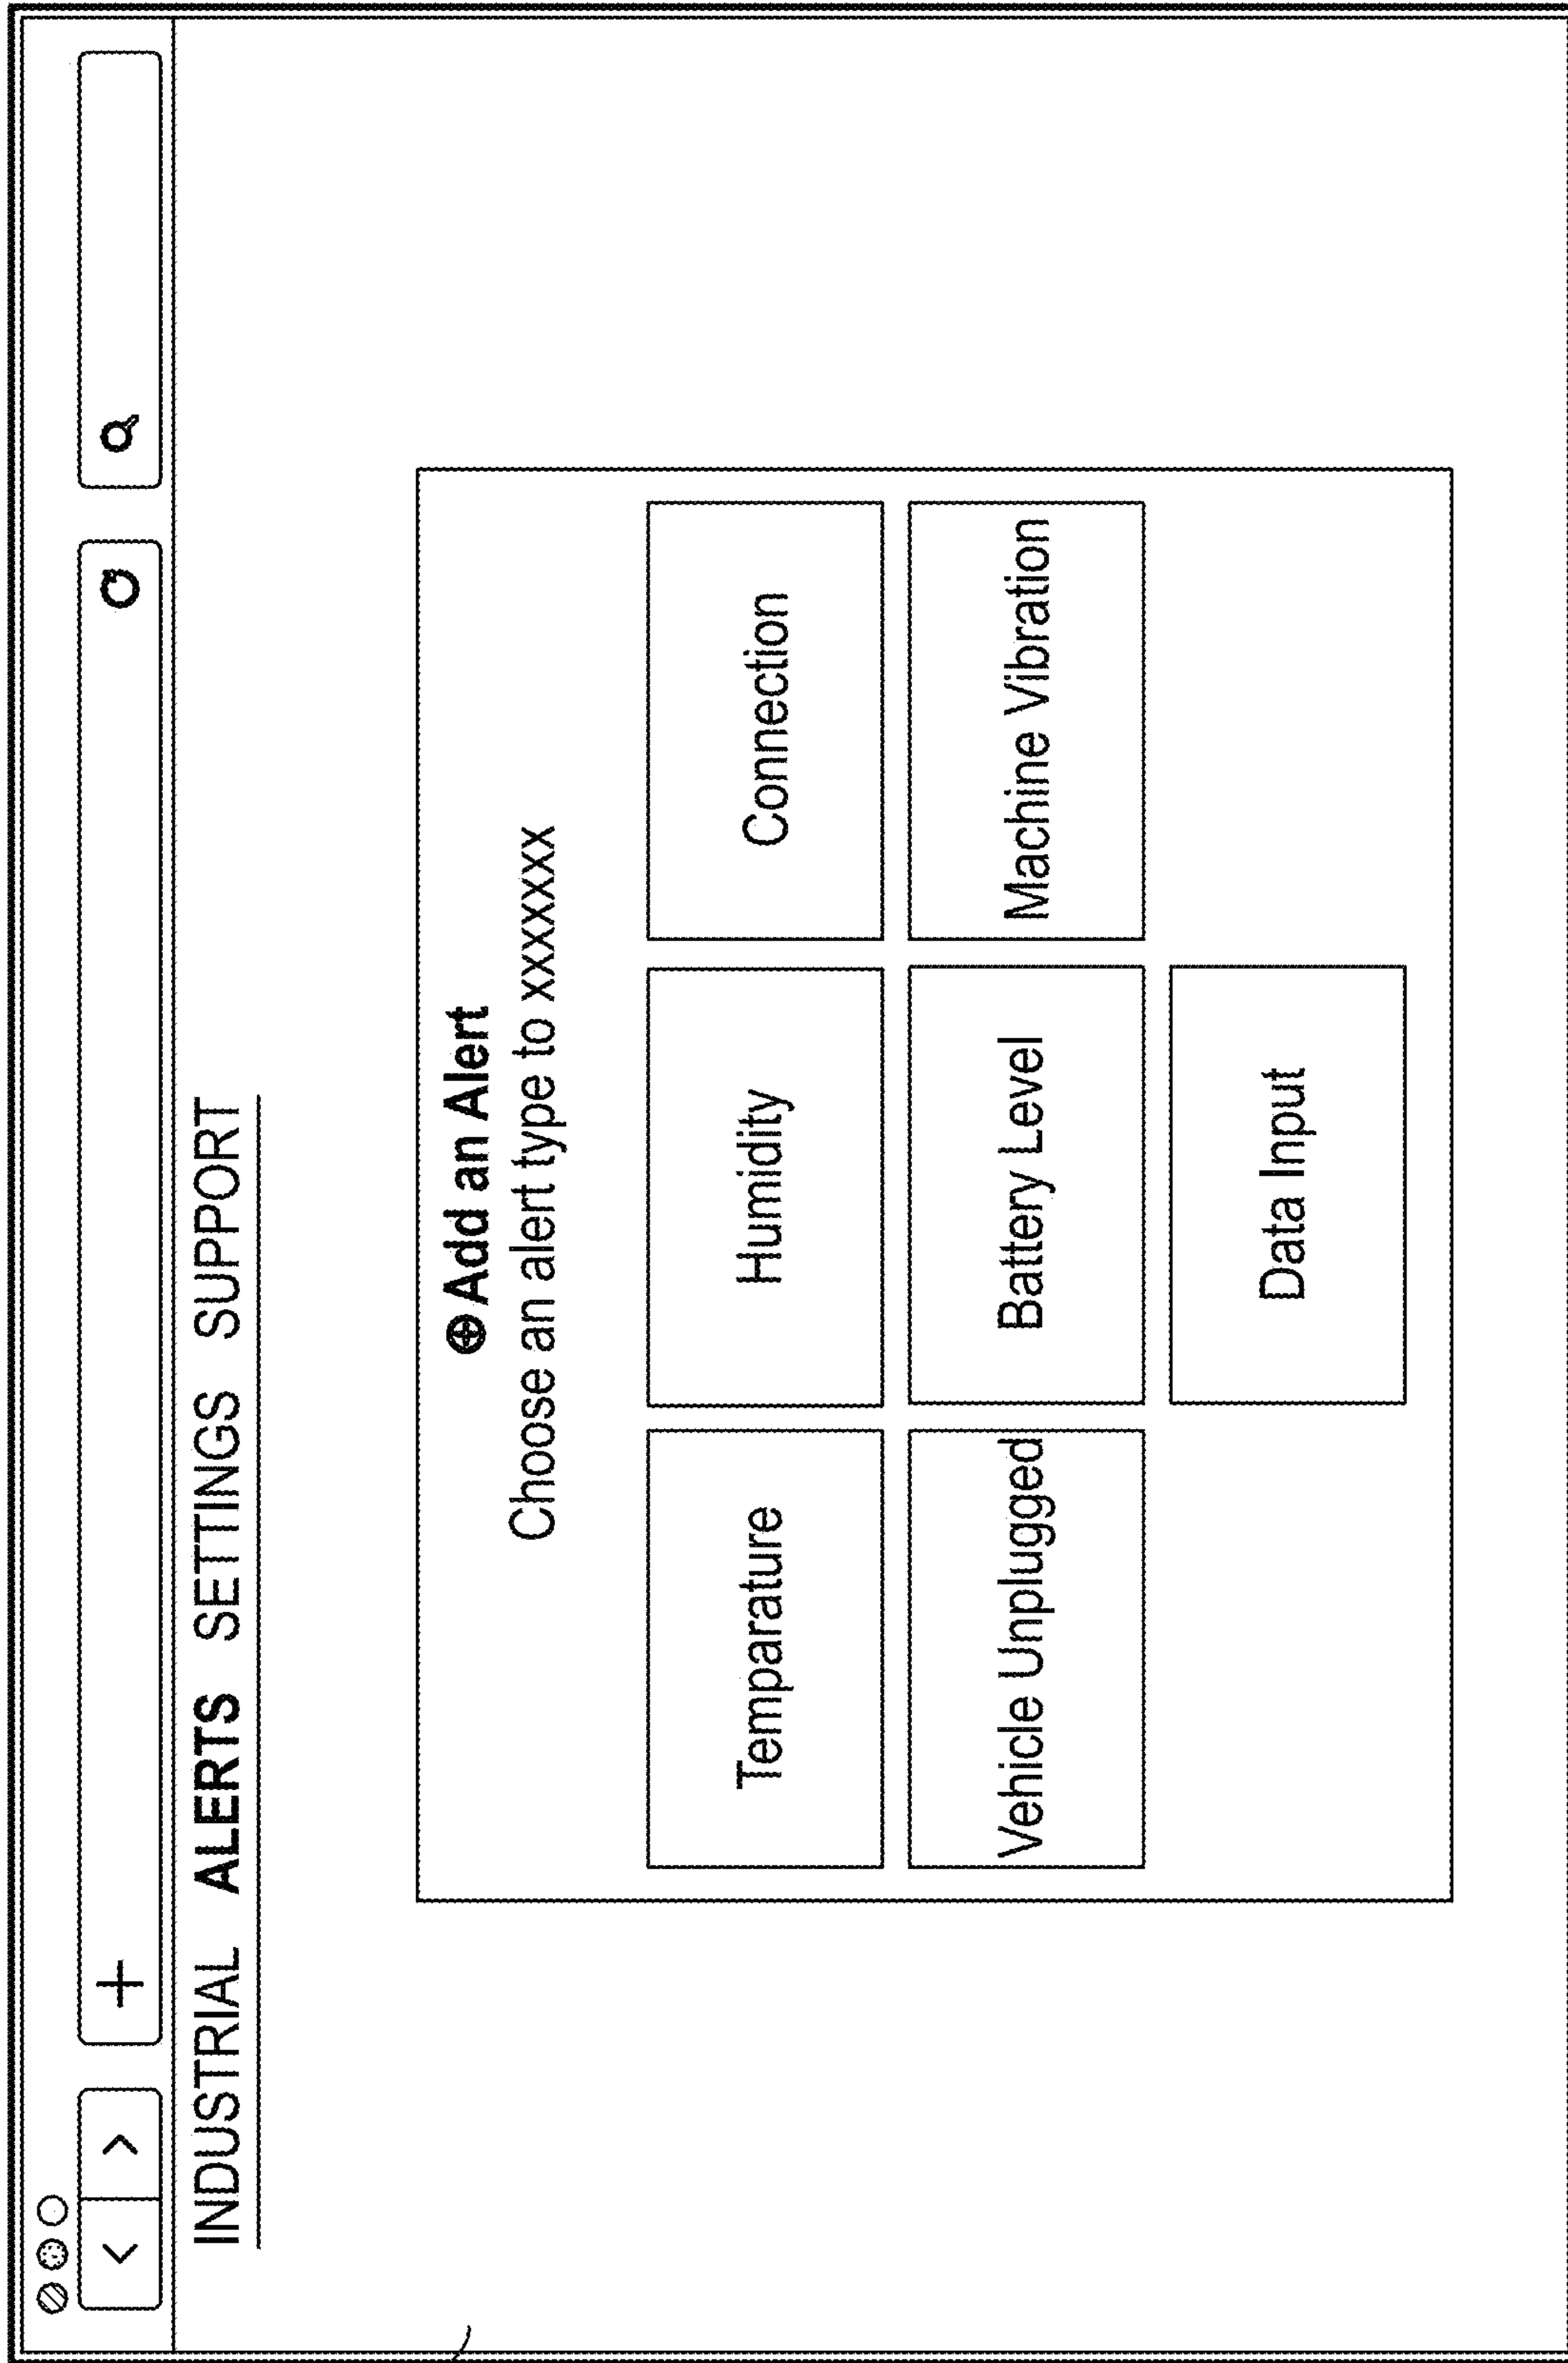 INDUSTRIAL ALERTS SETTINGS SUPPORT
⊕ Add an Alert
Choose an alert type to xxxxxxx
Temparature
Humidity
Connection
Vehicle Unplugged
Battery Level
Machine Vibration
Data Input